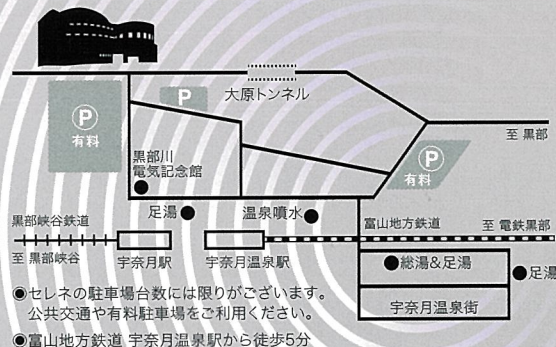 大原トンネル
P
P
有料
至 黒部
P
有料
黒部川
電気記念館
足湯
温泉噴水
黒部峡谷鉄道
富山地方鉄道
至 電鉄黒部
至 黒部峡谷
宇奈月駅
宇奈月温泉駅
総湯&足湯
足湯
宇奈月温泉街
◉セレネの駐車場台数には限りがございます。
公共交通や有料駐車場をご利用ください。
◉富山地方鉄道 宇奈月温泉駅から徒歩5分